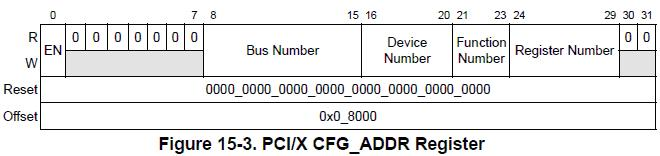 0 7 8 15 16 20 21 23 24 29 30 31
R EN 0 0 0 0 0 0 0 Bus Number Device Number Function Number Register Number 0 0
W
Reset 0000_0000_0000_0000_0000_0000_0000_0000
Offset 0x0_8000
Figure 15-3. PCI/X CFG_ADDR Register